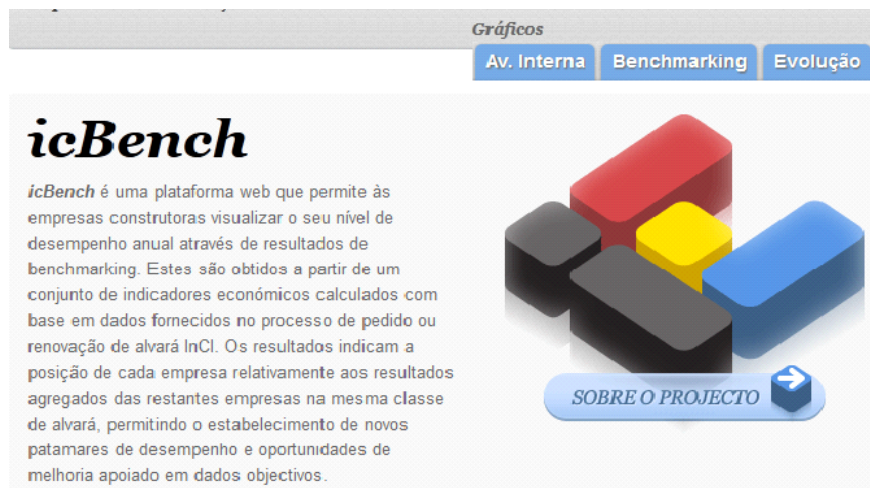 Gráficos
Av. Interna Benchmarking Evolução
icBench
icBench é uma plataforma web que permite às
empresas construtoras visualizar o seu nível de
desempenho anual através de resultados de
benchmarking. Estes são obtidos a partir de um
conjunto de indicadores económicos calculados com
base em dados fornecidos no processo de pedido ou
renovação de alvará InCI. Os resultados indicam a
posição de cada empresa relativamente aos resultados
agregados das restantes empresas na mesma classe
de alvará, permitindo o estabelecimento de novos
patamares de desempenho e oportunidades de
melhoria apoiado em dados objectivos.
SOBRE O PROJECTO